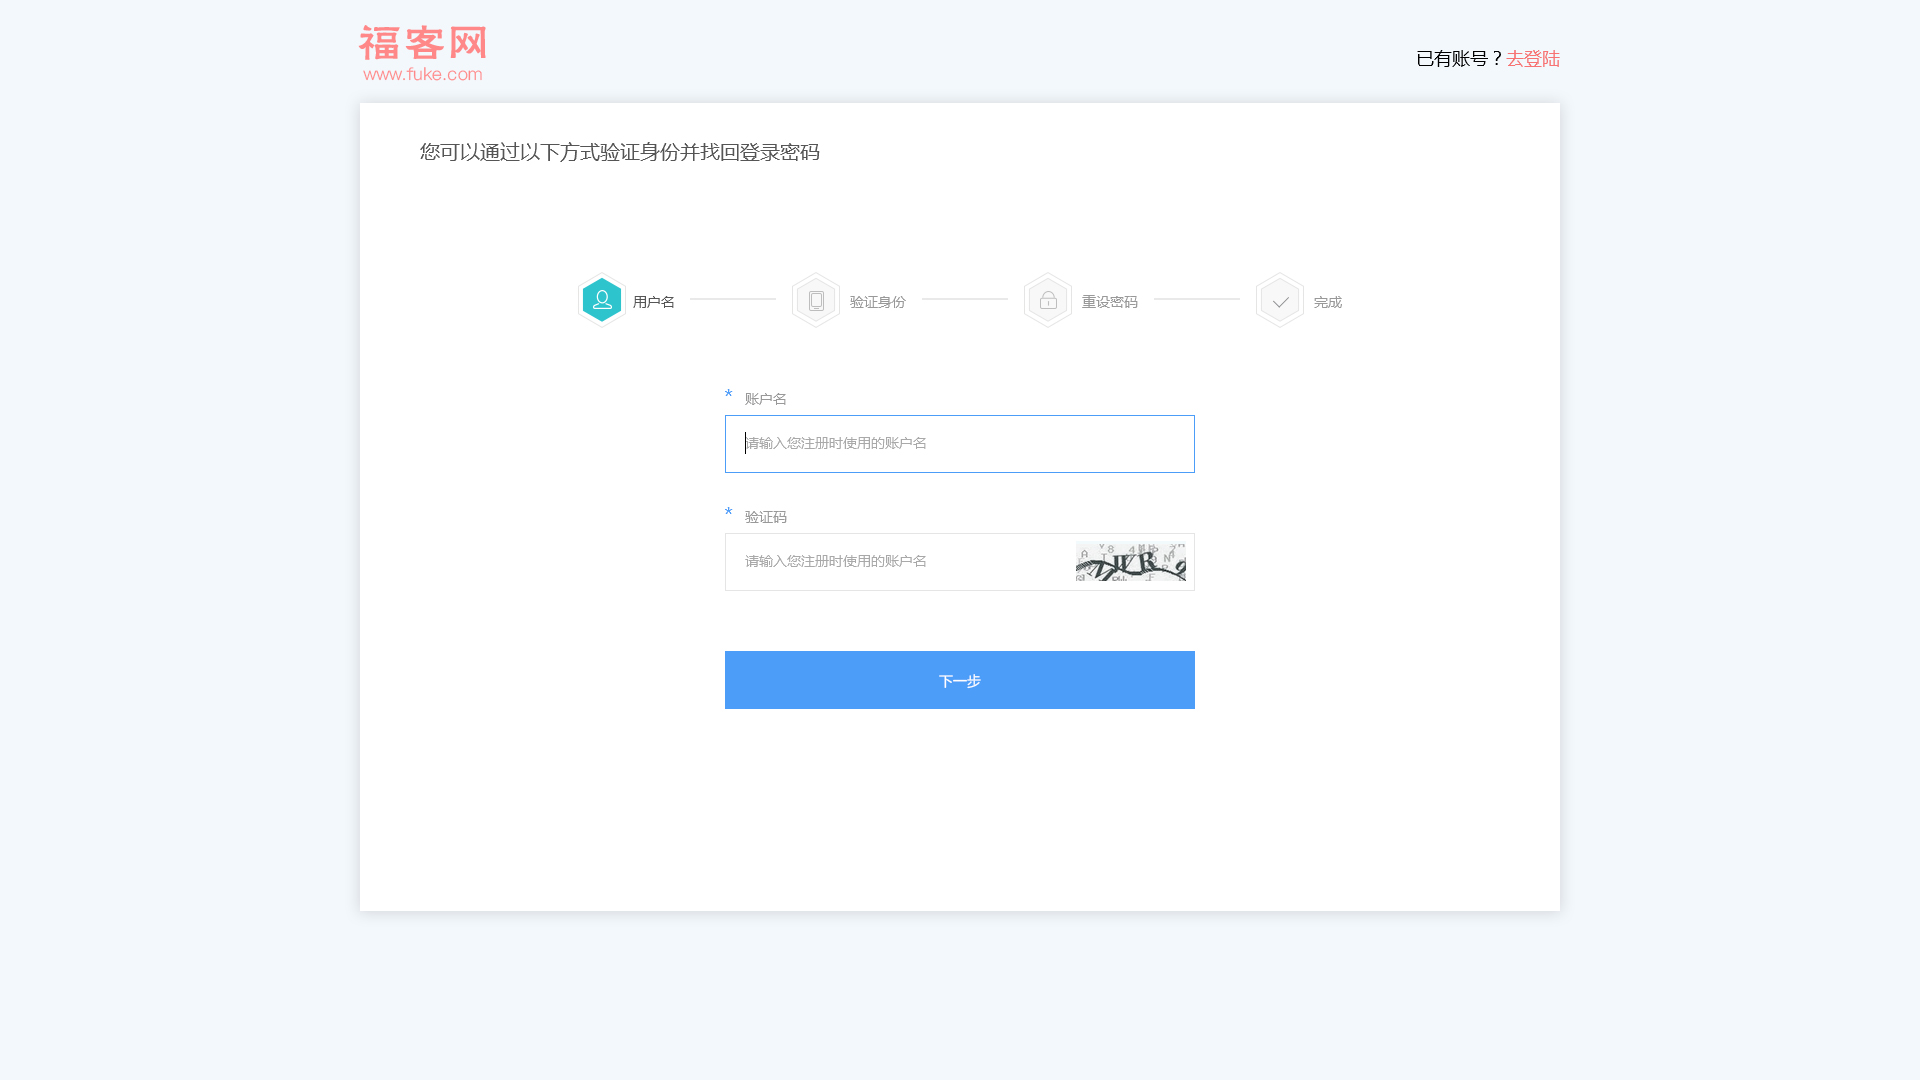 福客网
www.fuke.com
已有账号？去登陆
您可以通过以下方式验证身份并找回登录密码
用户名
验证身份
重设密码
完成
* 账户名
请输入您注册时使用的账户名
* 验证码
请输入您注册时使用的账户名
下一步